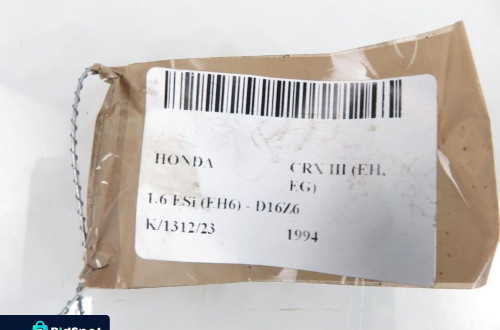 HONDA CRX III (EH,
EG)
1.6 ESi (EH6) - D16Z6
K/1312/23 1994